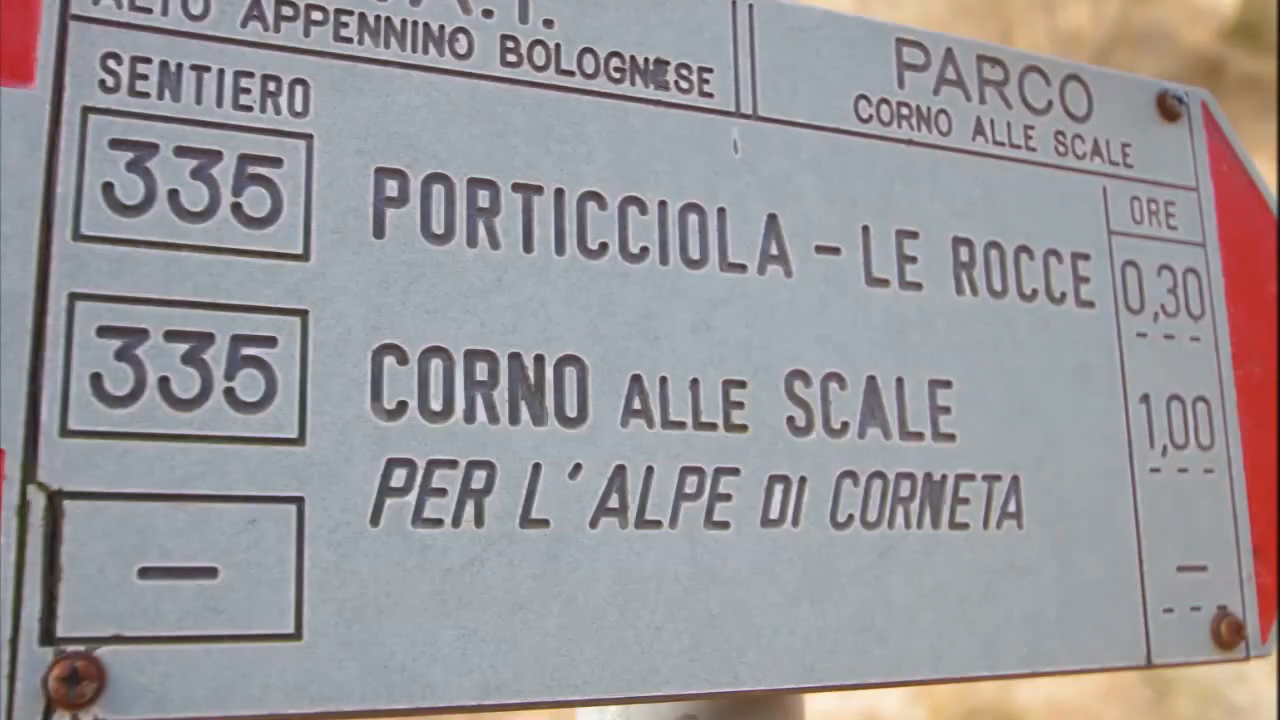 ALTO APPENNINO BOLOGNESE
PARCO
CORNO ALLE SCALE
SENTIERO
ORE
335 PORTICCIOLA - LE ROCCE 0,30
335 CORNO ALLE SCALE 1,00
PER L'ALPE DI CORNETA
- -